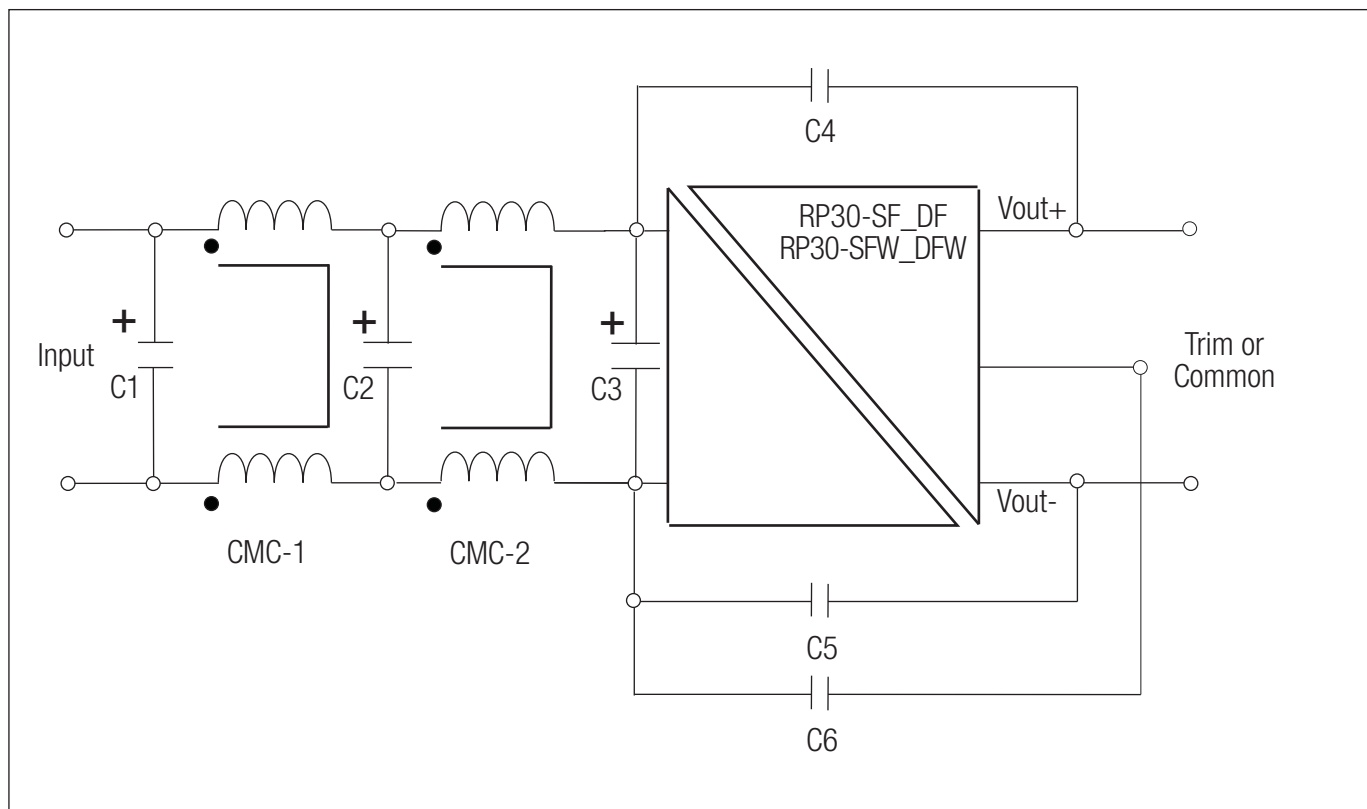 C4
RP30-SF_DF
RP30-SFW_DFW
Vout+
+
+
+
Input
C1
C2
C3
Trim or
Common
Vout-
CMC-1
CMC-2
C5
C6